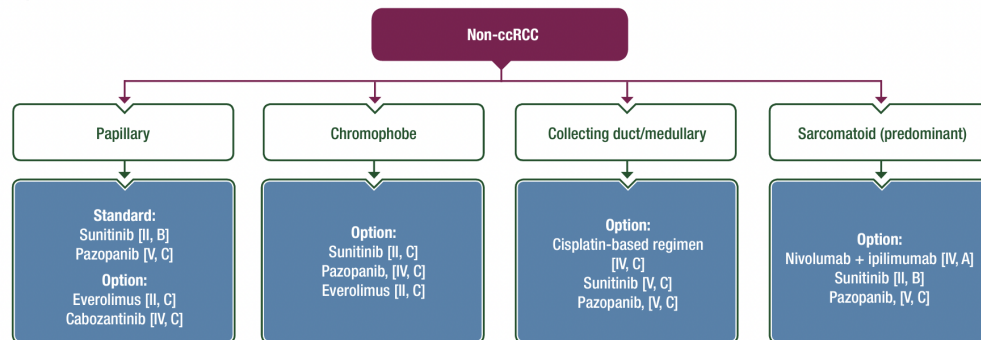 Non-ccRCC
Papillary
Chromophobe
Collecting duct/medullary
Sarcomatoid (predominant)
Standard:
Sunitinib [II, B]
Pazopanib [V, C]
Option:
Everolimus [II, C]
Cabozantinib [IV, C]
Option:
Sunitinib [II, C]
Pazopanib, [IV, C]
Everolimus [II, C]
Option:
Cisplatin-based regimen
[IV, C]
Sunitinib [V, C]
Pazopanib, [V, C]
Option:
Nivolumab + ipilimumab [IV, A]
Sunitinib [II, B]
Pazopanib, [V, C]